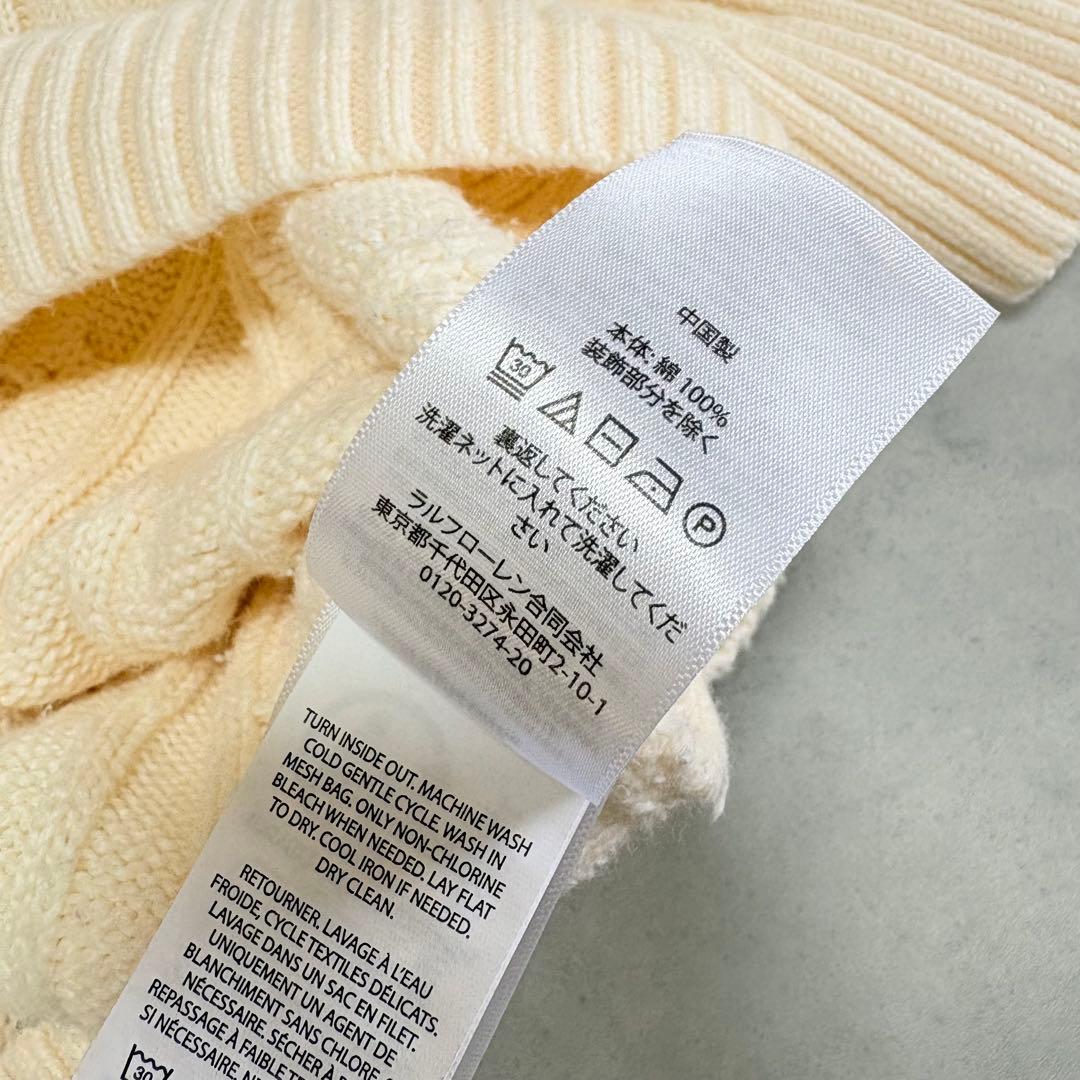 中国製
本体: 綿 100%
装飾部分を除く
30
P
裏返してください
洗濯ネットに入れて洗濯してくだ
さい
ラルフローレン合同会社
東京都千代田区永田町2-10-1
0120-3274-20
TURN INSIDE OUT. MACHINE WASH
COLD GENTLE CYCLE. WASH IN
MESH BAG. ONLY NON-CHLORINE
BLEACH WHEN NEEDED. LAY FLAT
TO DRY. COOL IRON IF NEEDED.
DRY CLEAN.
RETOURNER. LAVAGE À L'EAU
FROIDE, CYCLE TEXTILES DÉLICATS.
LAVAGE DANS UN SAC EN FILET.
UNIQUEMENT UN AGENT DE
BLANCHIMENT SANS CHLORE,
NÉCESSAIRE. SÉCHER À
REPASSAGE À FAIBLE
SI NÉCESSAIRE.
30